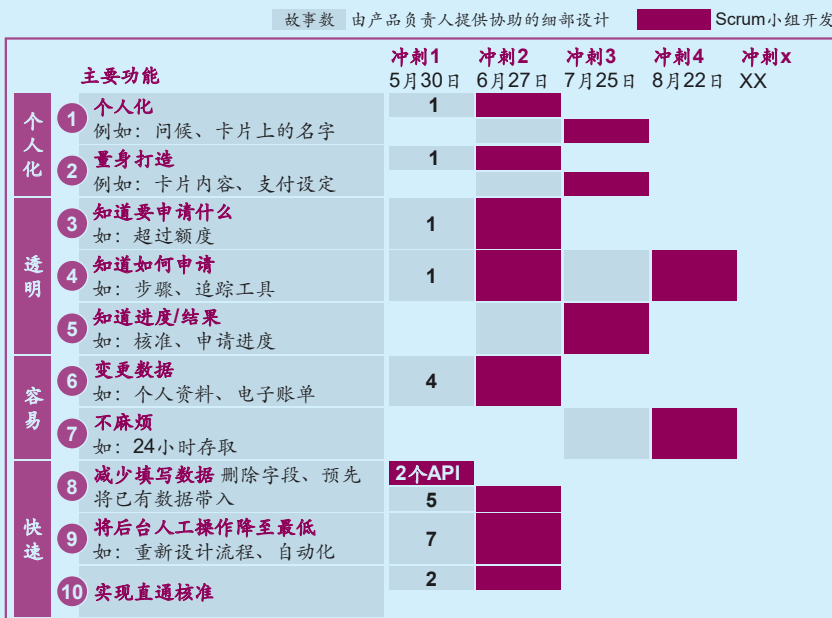 故事数 由产品负责人提供协助的细部设计 Scrum小组开发
主要功能
冲刺1 冲刺2 冲刺3 冲刺4 冲刺x
5月30日 6月27日 7月25日 8月22日 XX
个人化
1 个人化 1
例如：问候、卡片上的名字
2 量身打造 1
例如：卡片内容、支付设定
透明
3 知道要申请什么 1
如：超过额度
4 知道如何申请 1
如：步骤、追踪工具
5 知道进度/结果
如：核准、申请进度
容易
6 变更数据 4
如：个人资料、电子账单
7 不麻烦
如：24小时存取
快速
8 减少填写数据 删除字段、预先 2个API
将已有数据带入 5
9 将后台人工操作降至最低 7
如：重新设计流程、自动化
10 实现直通核准 2